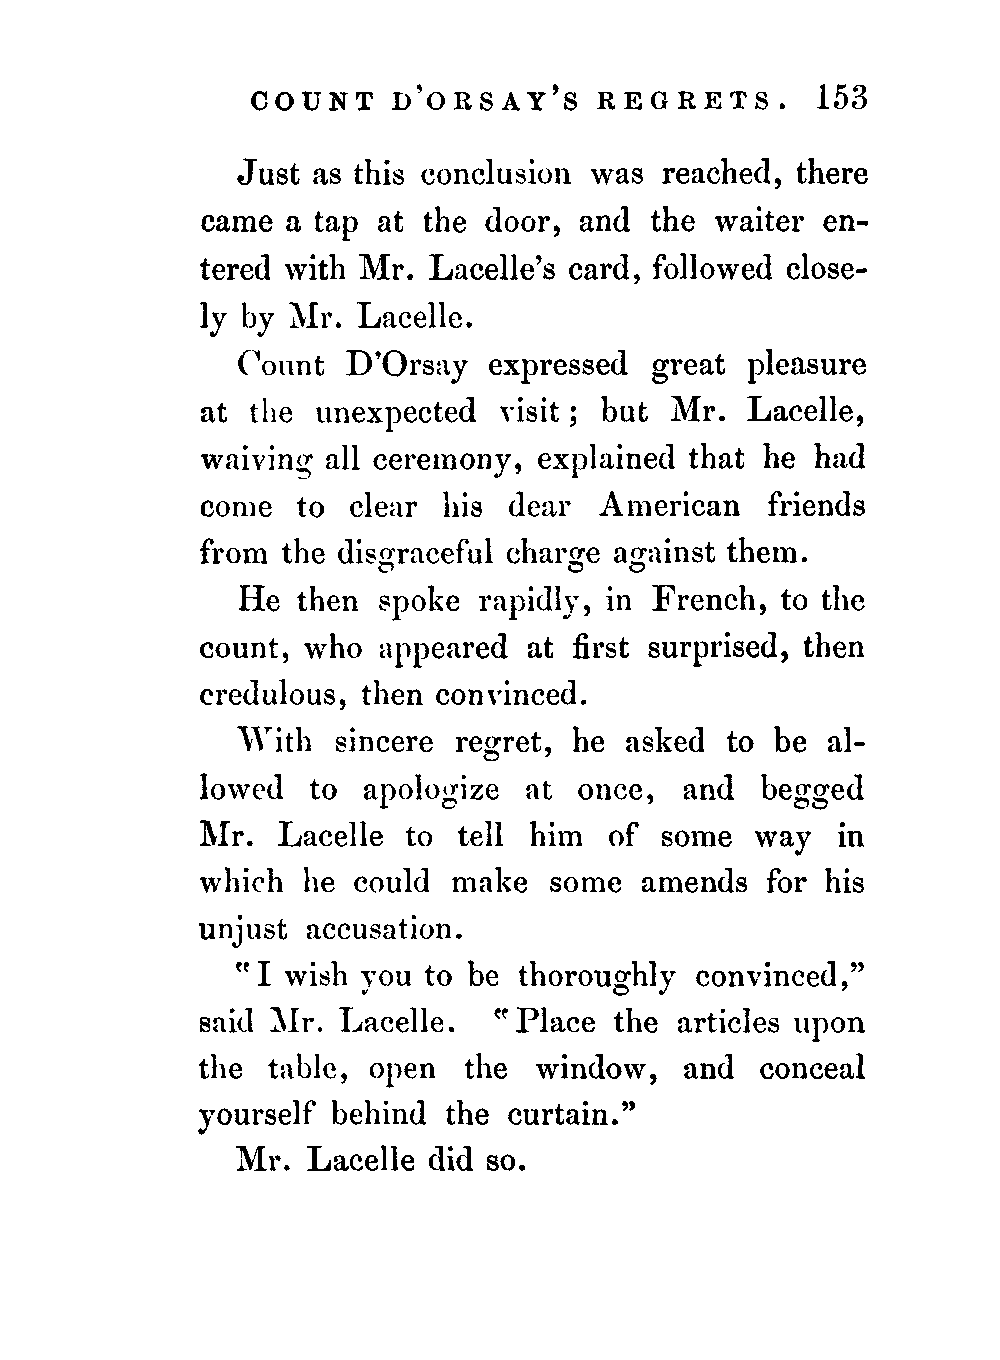 COUNT D'ORSAY'S REGRETS. 153
Just as this conclusion was reached, there
came a tap at the door, and the waiter en-
tered with Mr. Lacelle's card, followed close-
ly by Mr. Lacelle.
Count D'Orsay expressed great pleasure
at the unexpected visit; but Mr. Lacelle,
waiving all ceremony, explained that he had
come to clear his dear American friends
from the disgraceful charge against them.
He then spoke rapidly, in French, to the
count, who appeared at first surprised, then
credulous, then convinced.
With sincere regret, he asked to be al-
lowed to apologize at once, and begged
Mr. Lacelle to tell him of some way in
which he could make some amends for his
unjust accusation.
"I wish you to be thoroughly convinced,"
said Mr. Lacelle. "Place the articles upon
the table, open the window, and conceal
yourself behind the curtain."
Mr. Lacelle did so.